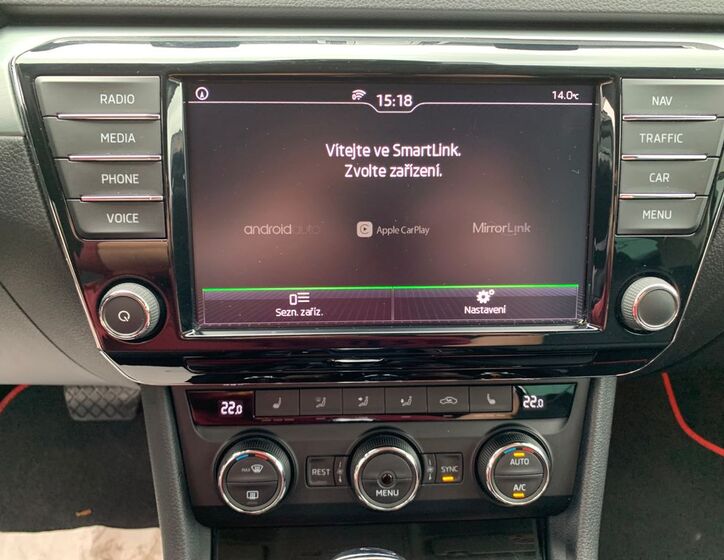 RADIO
MEDIA
PHONE
VOICE
15:18
14.0°C
Vítejte ve SmartLink.
Zvolte zařízení.
androidauto
Apple CarPlay
MirrorLink
Sezn. zaříz.
Nastavení
NAV
TRAFFIC
CAR
MENU
22.0
22.0
MAX
REST
MENU
SYNC
AUTO
A/C